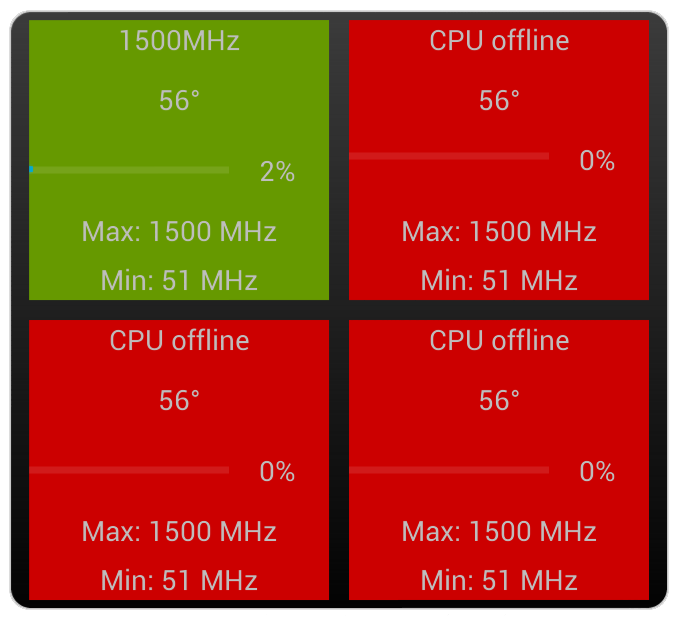 1500MHz
56°
2%
Max: 1500 MHz
Min: 51 MHz
CPU offline
56°
0%
Max: 1500 MHz
Min: 51 MHz
CPU offline
56°
0%
Max: 1500 MHz
Min: 51 MHz
CPU offline
56°
0%
Max: 1500 MHz
Min: 51 MHz